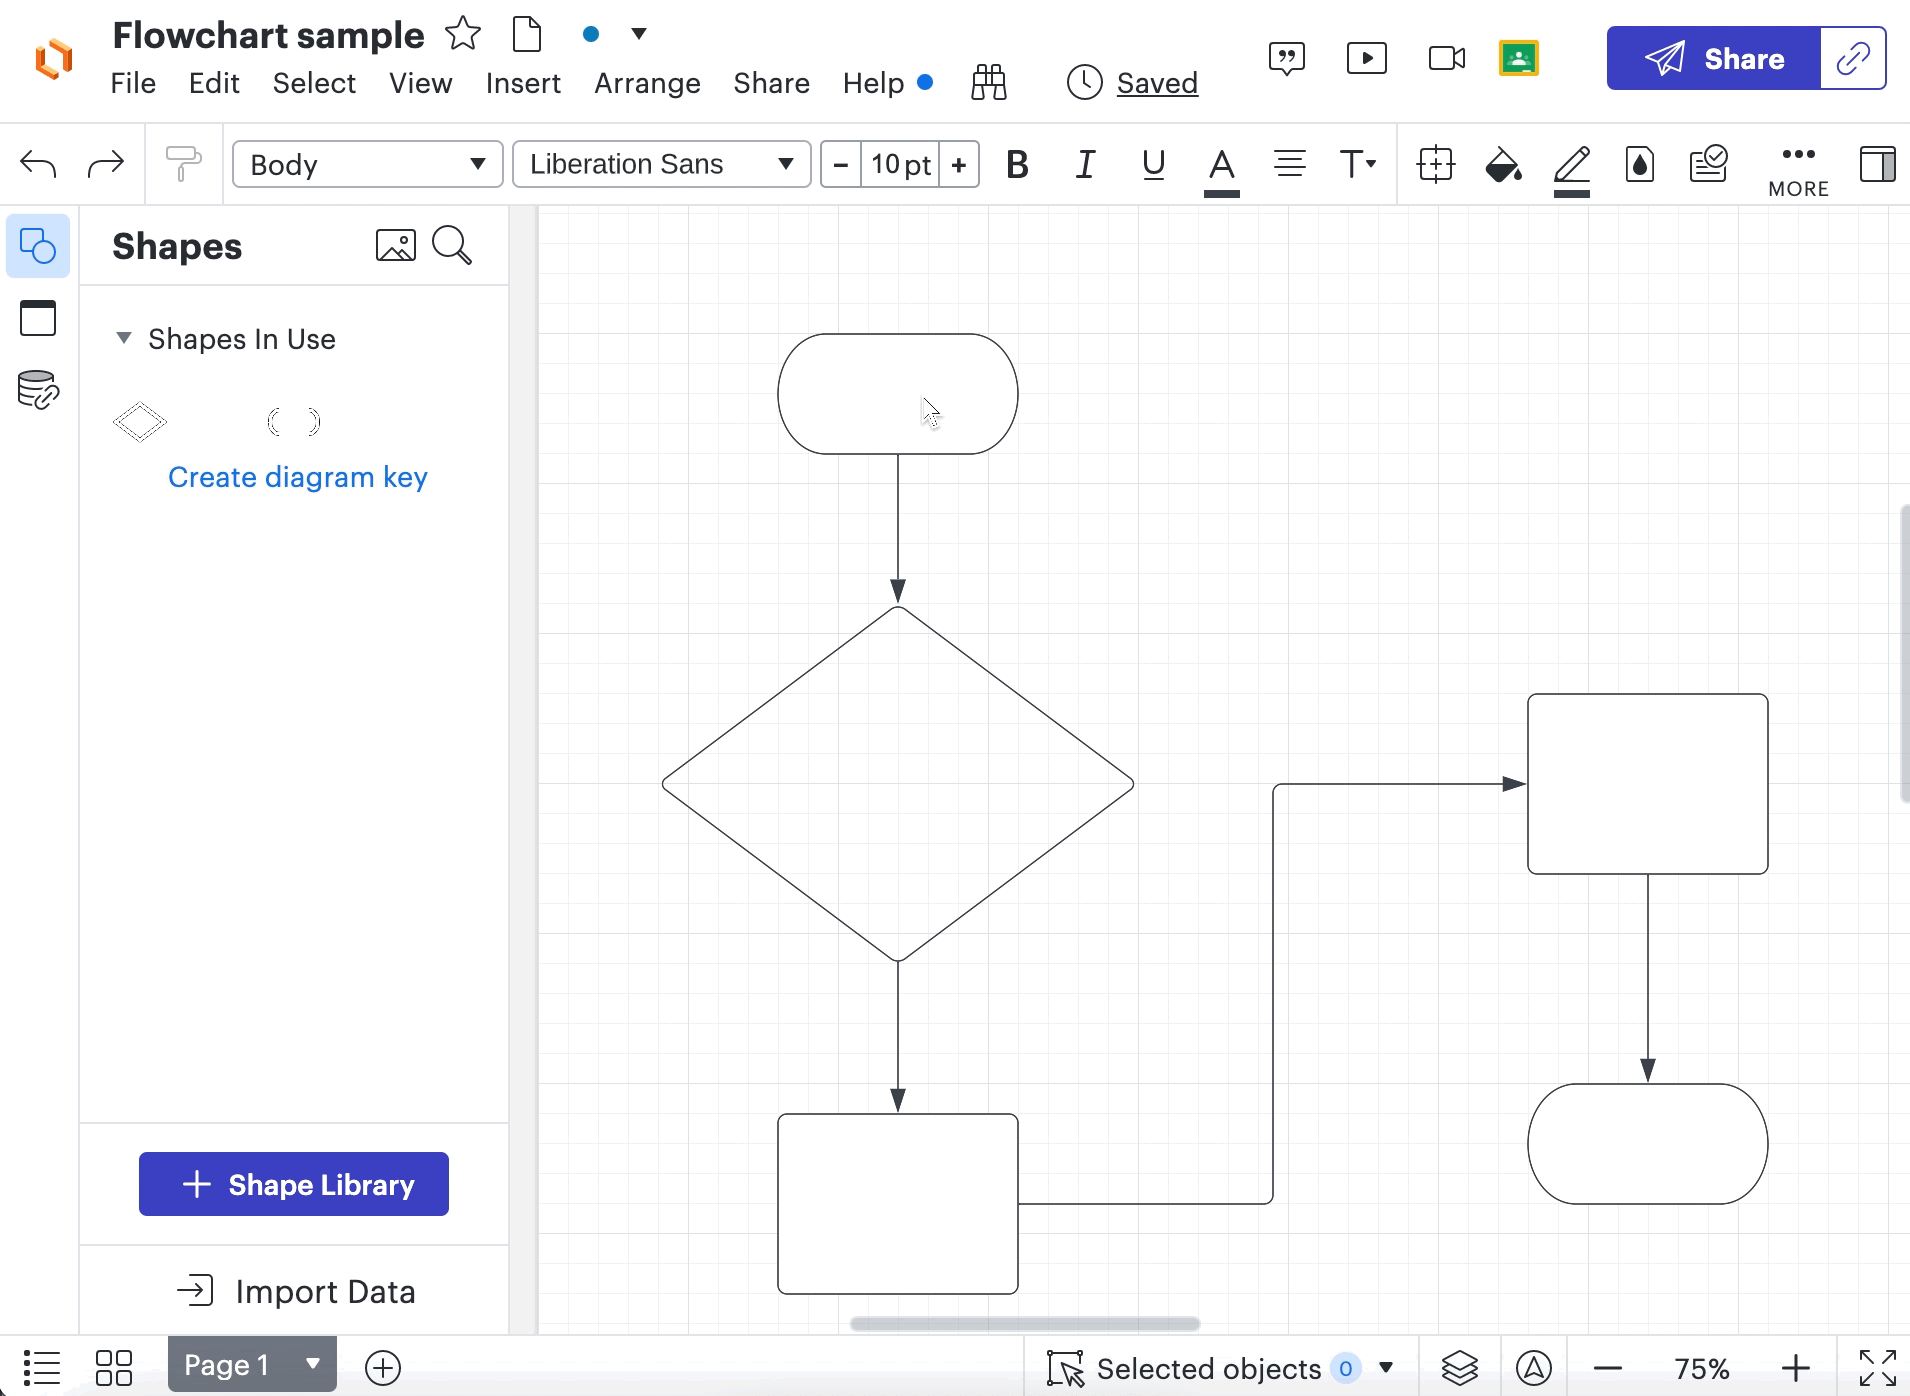 Flowchart sample
File Edit Select View Insert Arrange Share Help Saved
Share
Body Liberation Sans 10 pt B I U A T MORE
Shapes
Shapes In Use
Create diagram key
Shape Library
Import Data
Page 1 Selected objects 0 75%